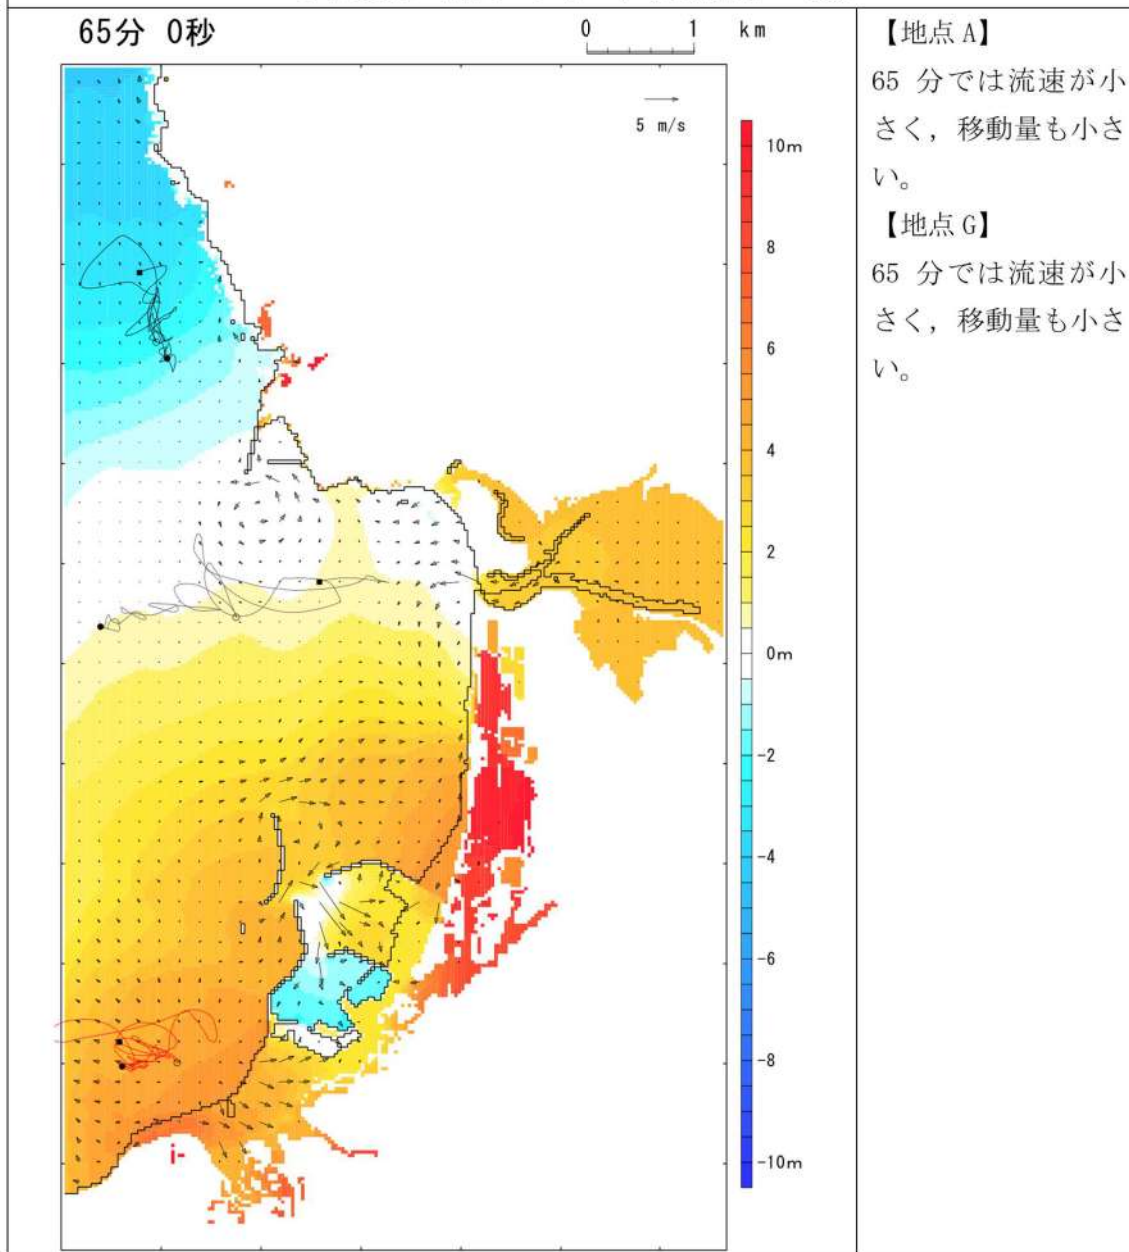 65分 0秒
0 1 km
5 m/s
10m
8
6
4
2
0m
-2
-4
-6
-8
-10m
【地点 A】
65 分では流速が小
さく，移動量も小さ
い。
【地点 G】
65 分では流速が小
さく，移動量も小さ
い。